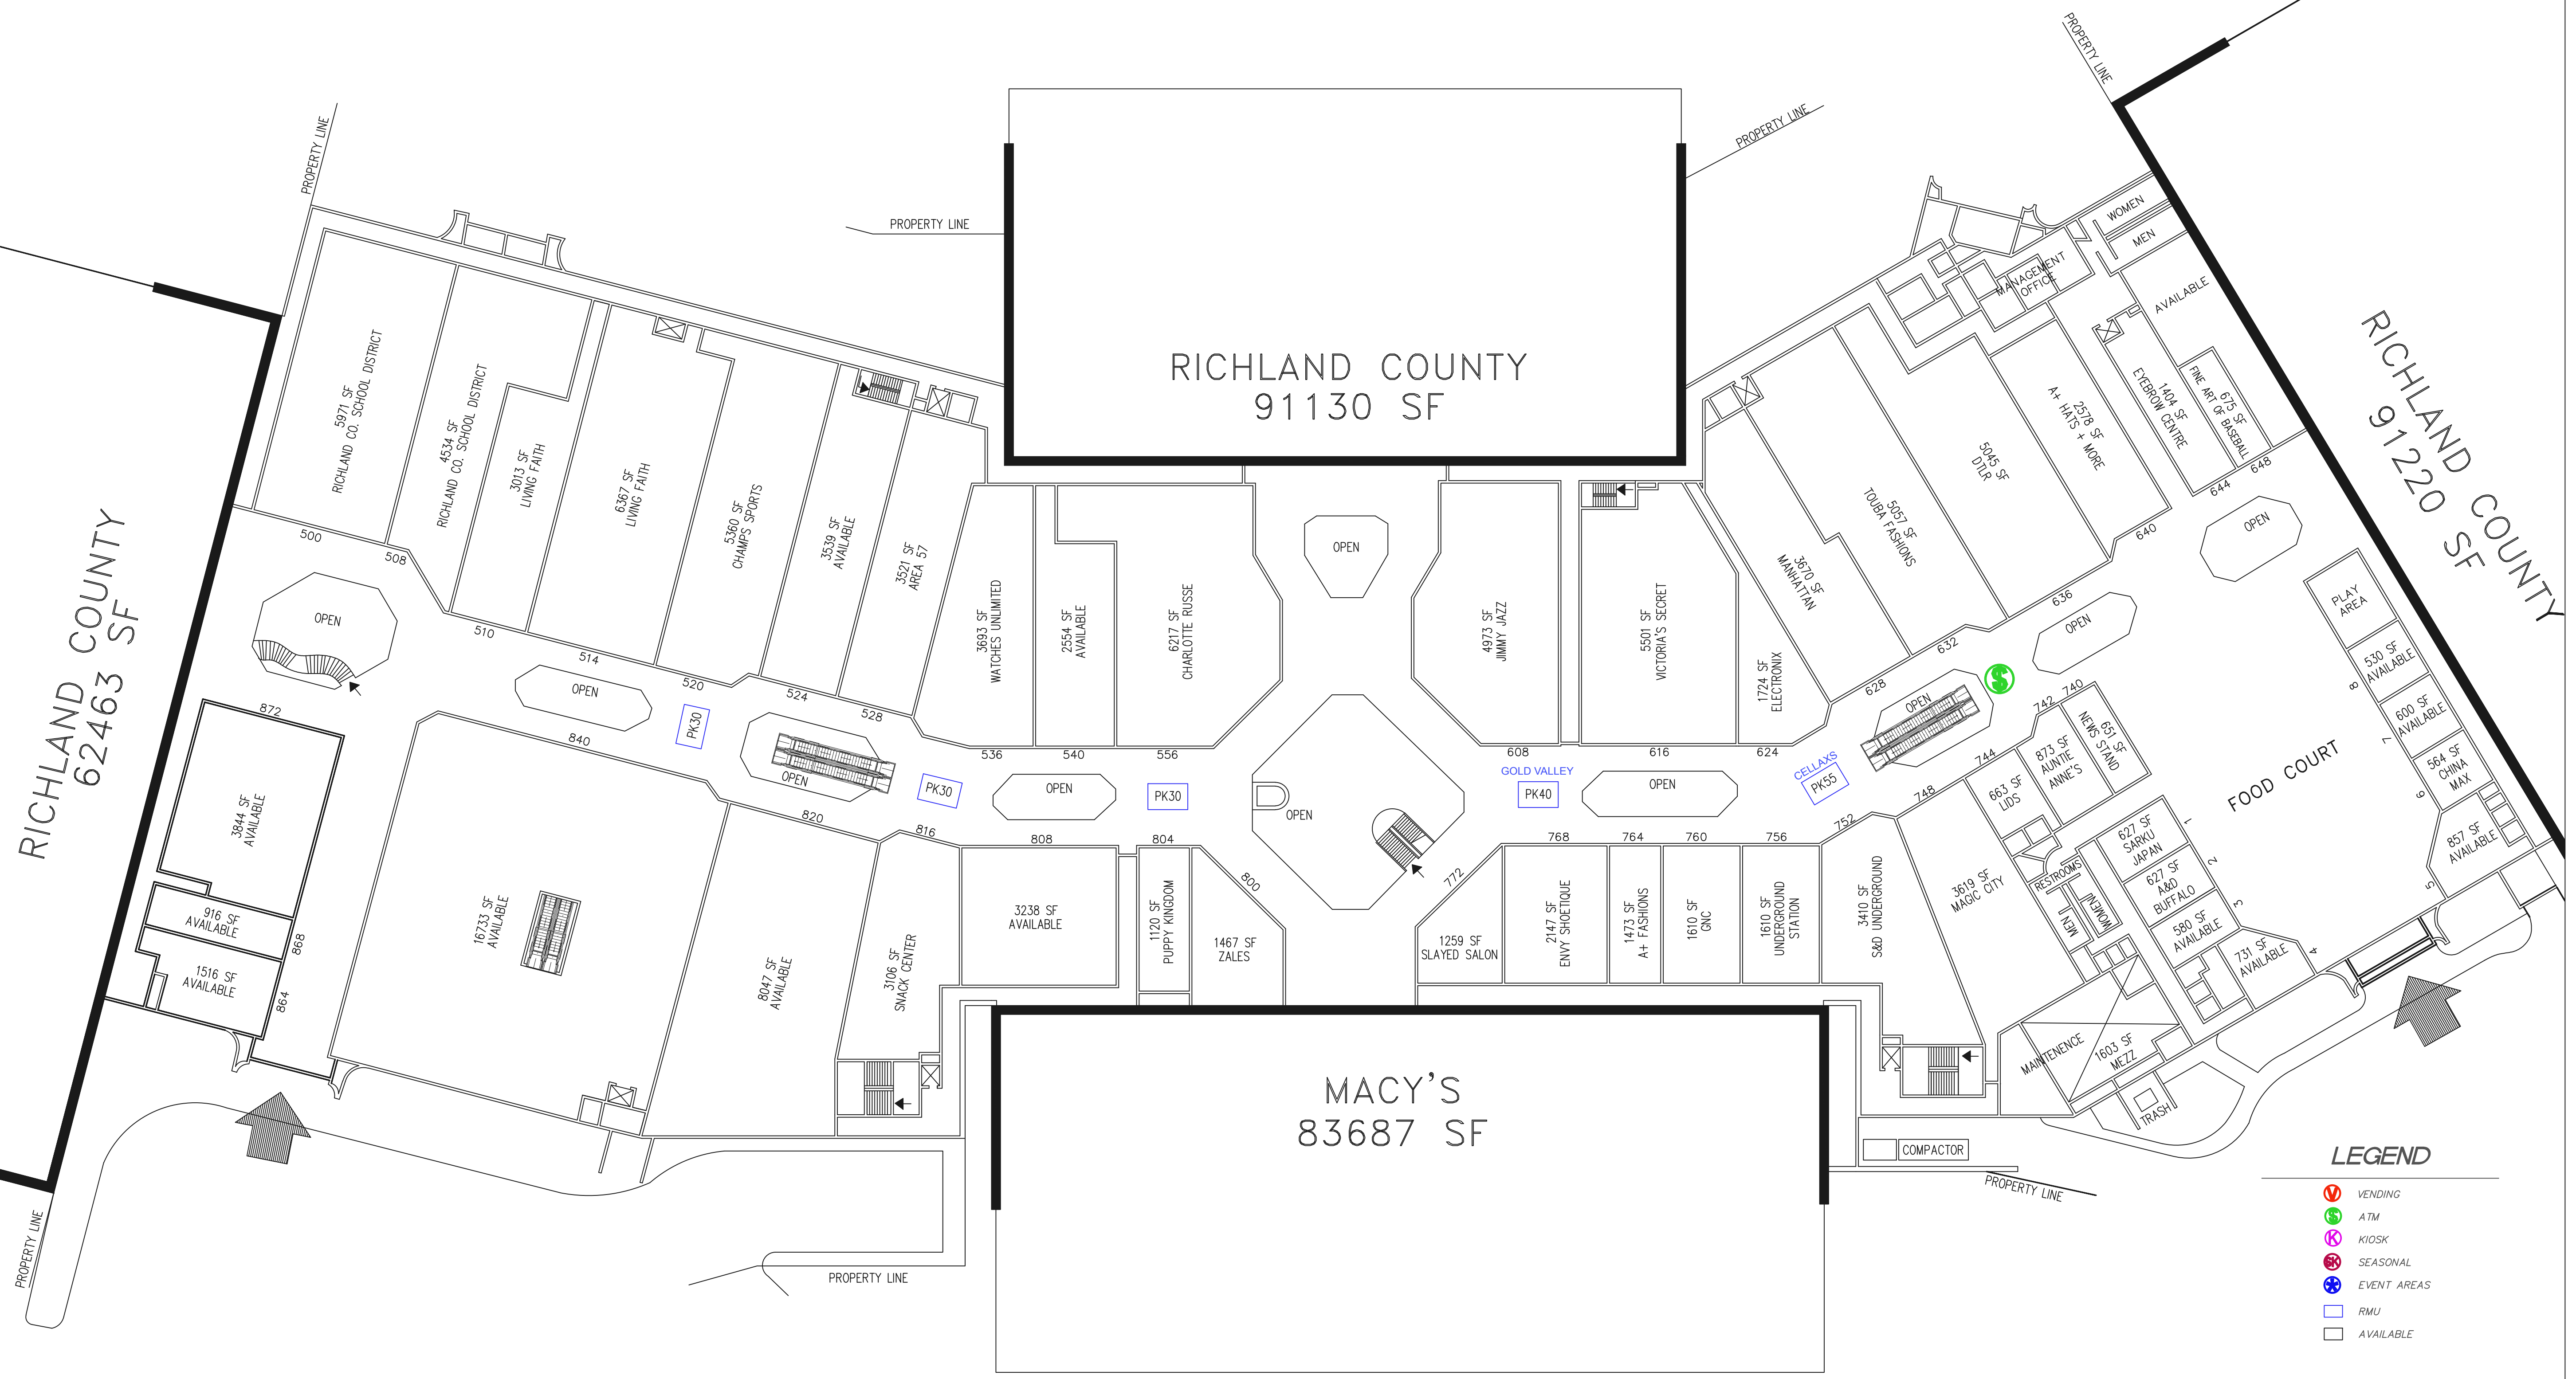 PROPERTY LINE
PROPERTY LINE
PROPERTY LINE
PROPERTY LINE
RICHLAND COUNTY
62463 SF
RICHLAND COUNTY
91130 SF
RICHLAND COUNTY
91220 SF
5971 SF
RICHLAND CO. SCHOOL DISTRICT
500
4534 SF
RICHLAND CO. SCHOOL DISTRICT
508
3013 SF
LIVING FAITH
510
6367 SF
LIVING FAITH
514
5360 SF
CHAMPS SPORTS
520
3539 SF
AVAILABLE
524
3521 SF
AREA 57
528
3693 SF
WATCHES UNLIMITED
536
2554 SF
AVAILABLE
540
6217 SF
CHARLOTTE RUSSE
556
OPEN
4973 SF
JIMMY JAZZ
608
5501 SF
VICTORIA'S SECRET
616
1724 SF
ELECTRONIX
624
3670 SF
MANHATTAN
628
5057 SF
TOUBA FASHIONS
632
5045 SF
DTLR
636
2578 SF
A+ HATS + MORE
640
MANAGEMENT
OFFICE
WOMEN
MEN
AVAILABLE
1404 SF
EYEBROW CENTRE
644
675 SF
FINE ART OF BASEBALL
648
OPEN
OPEN
PK30
OPEN
PK30
OPEN
PK30
OPEN
GOLD VALLEY
PK40
OPEN
CELLAXS
PK55
OPEN
$
OPEN
OPEN
PLAY
AREA
530 SF
AVAILABLE
8
600 SF
AVAILABLE
7
564 SF
CHINA
MAX
6
857 SF
AVAILABLE
5
FOOD COURT
872
3844 SF
AVAILABLE
916 SF
AVAILABLE
868
1516 SF
AVAILABLE
864
840
16733 SF
AVAILABLE
820
8047 SF
AVAILABLE
816
3106 SF
SNACK CENTER
808
3238 SF
AVAILABLE
804
1120 SF
PUPPY KINGDOM
800
1467 SF
ZALES
772
1259 SF
SLAYED SALON
768
2147 SF
ENVY SHOETIQUE
764
1473 SF
A+ FASHIONS
760
1610 SF
GNC
756
1610 SF
UNDERGROUND
STATION
752
3410 SF
S&D UNDERGROUND
748
3619 SF
MAGIC CITY
744
663 SF
LIDS
742
873 SF
AUNTIE
ANNE'S
740
651 SF
NEWS STAND
RESTROOMS
MEN
WOMEN
627 SF
SARKU
JAPAN
1
627 SF
A&D
BUFFALO
2
580 SF
AVAILABLE
3
731 SF
AVAILABLE
4
MAINTENENCE
1603 SF
MEZZ
TRASH
COMPACTOR
MACY'S
83687 SF
PROPERTY LINE
PROPERTY LINE
PROPERTY LINE
LEGEND
V VENDING
$ ATM
K KIOSK
SK SEASONAL
* EVENT AREAS
RMU
AVAILABLE